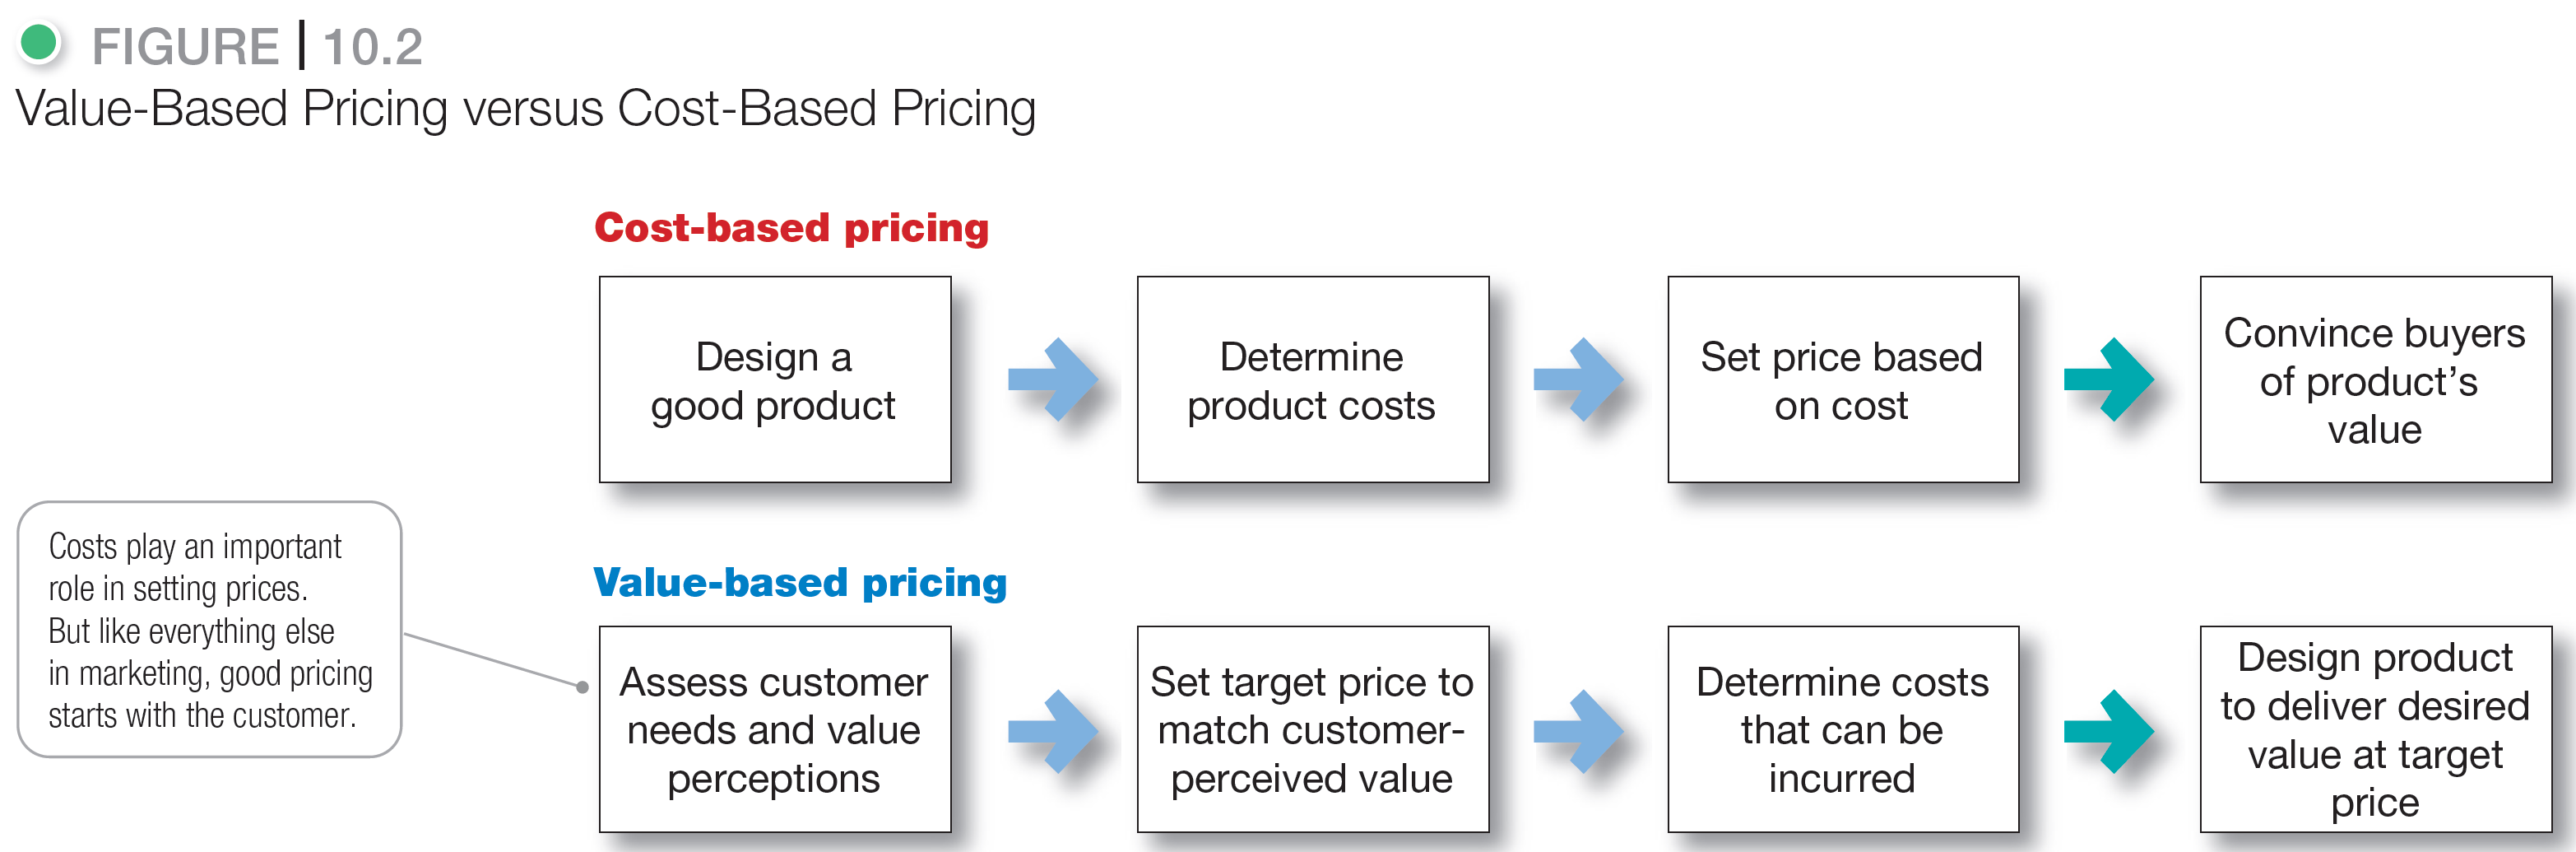 FIGURE | 10.2
Value-Based Pricing versus Cost-Based Pricing
Cost-based pricing
Design a
good product
Determine
product costs
Set price based
on cost
Convince buyers
of product’s
value
Costs play an important
role in setting prices.
But like everything else
in marketing, good pricing
starts with the customer.
Value-based pricing
Assess customer
needs and value
perceptions
Set target price to
match customer-
perceived value
Determine costs
that can be
incurred
Design product
to deliver desired
value at target
price